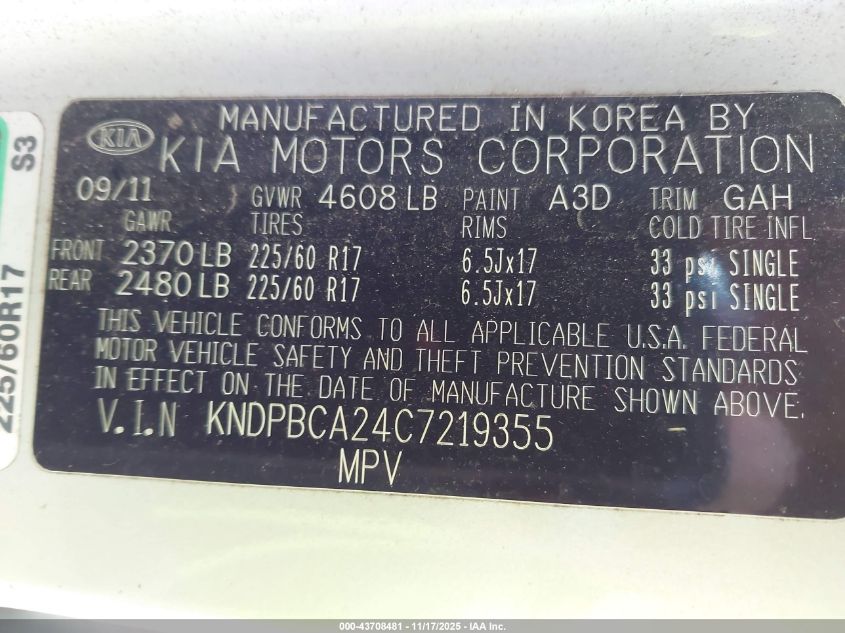 MANUFACTURED IN KOREA BY
KIA KIA MOTORS CORPORATION
09/11 GVWR 4608 LB PAINT A3D TRIM GAH
GAWR TIRES RIMS COLD TIRE INFL
FRONT 2370 LB 225/60 R17 6.5Jx17 33 psi SINGLE
REAR 2480 LB 225/60 R17 6.5Jx17 33 psi SINGLE
THIS VEHICLE CONFORMS TO ALL APPLICABLE U.S.A. FEDERAL
MOTOR VEHICLE SAFETY AND THEFT PREVENTION STANDARDS
IN EFFECT ON THE DATE OF MANUFACTURE SHOWN ABOVE.
V.I.N KNDPBCA24C7219355
MPV
S3
225/60R17
000-43708481 - 11/17/2025 - IAA Inc.